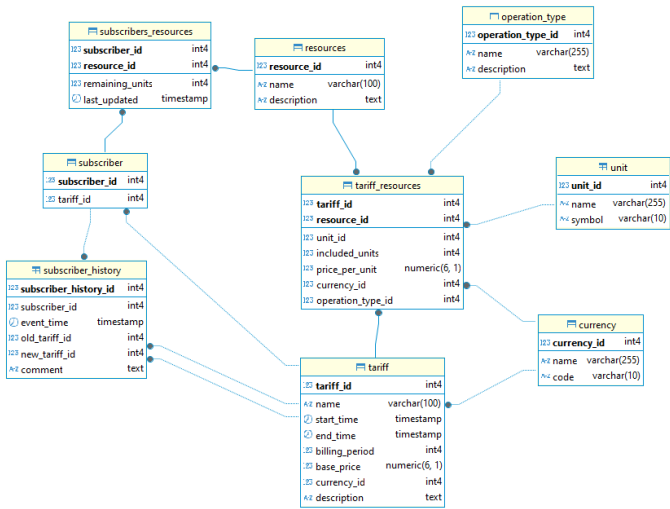 subscribers_resources
123 subscriber_id int4
123 resource_id int4
123 remaining_units int4
last_updated timestamp
resources
123 resource_id int4
A-Z name varchar(100)
A-Z description text
operation_type
123 operation_type_id int4
A-Z name varchar(255)
A-Z description text
subscriber
123 subscriber_id int4
123 tariff_id int4
tariff_resources
123 tariff_id int4
123 resource_id int4
123 unit_id int4
123 included_units int4
123 price_per_unit numeric(6, 1)
123 currency_id int4
123 operation_type_id int4
unit
123 unit_id int4
A-Z name varchar(255)
A-Z symbol varchar(10)
subscriber_history
123 subscriber_history_id int4
123 subscriber_id int4
event_time timestamp
123 old_tariff_id int4
123 new_tariff_id int4
A-Z comment text
currency
123 currency_id int4
A-Z name varchar(255)
A-Z code varchar(10)
tariff
123 tariff_id int4
A-Z name varchar(100)
start_time timestamp
end_time timestamp
123 billing_period int4
123 base_price numeric(6, 1)
123 currency_id int4
A-Z description text